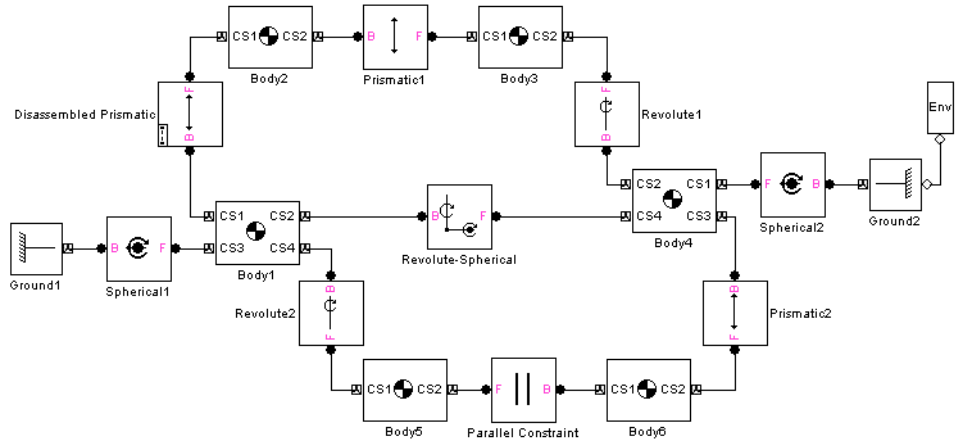 CS1 CS2
Body2
B F
Prismatic1
CS1 CS2
Body3
F
B
Disassembled Prismatic
F
B
Revolute1
Env
CS1 CS2
CS3 CS4
Body1
B F
Revolute-Spherical
CS2 CS1
CS4 CS3
Body4
F B
Spherical2
Ground2
Ground1
B F
Spherical1
B
F
Revolute2
B
F
Prismatic2
CS1 CS2
Body5
F B
Parallel Constraint
CS1 CS2
Body6